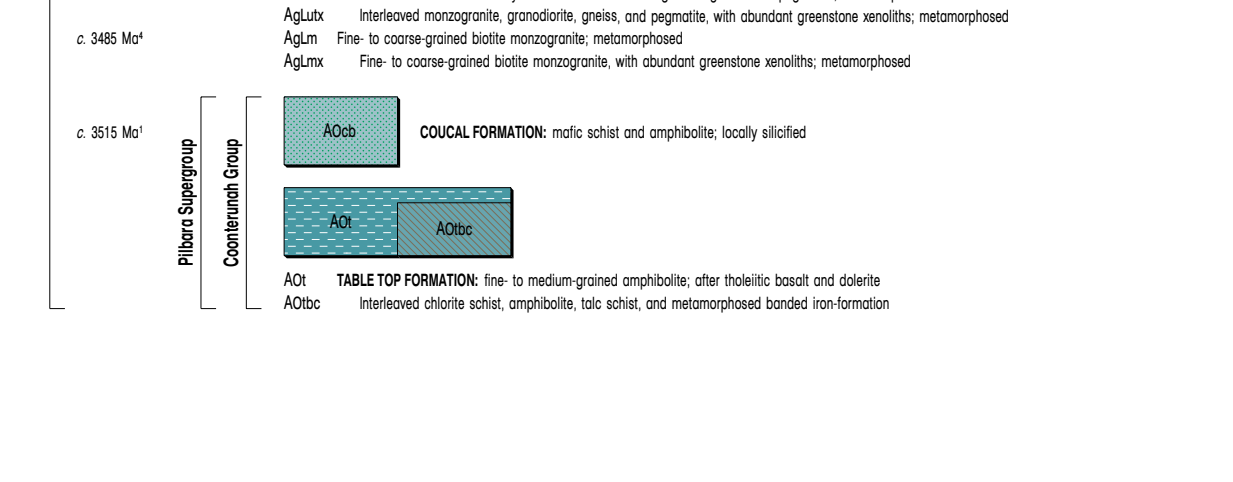 AgLutx Interleaved monzogranite, granodiorite, gneiss, and pegmatite, with abundant greenstone xenoliths; metamorphosed
c. 3485 Ma⁴ AgLm Fine- to coarse-grained biotite monzogranite; metamorphosed
AgLmx Fine- to coarse-grained biotite monzogranite, with abundant greenstone xenoliths; metamorphosed
Pilbara Supergroup
Coonterunah Group
c. 3515 Ma¹ AOcb COUCAL FORMATION: mafic schist and amphibolite; locally silicified
AOt AOtbc
AOt TABLE TOP FORMATION: fine- to medium-grained amphibolite; after tholeiitic basalt and dolerite
AOtbc Interleaved chlorite schist, amphibolite, talc schist, and metamorphosed banded iron-formation